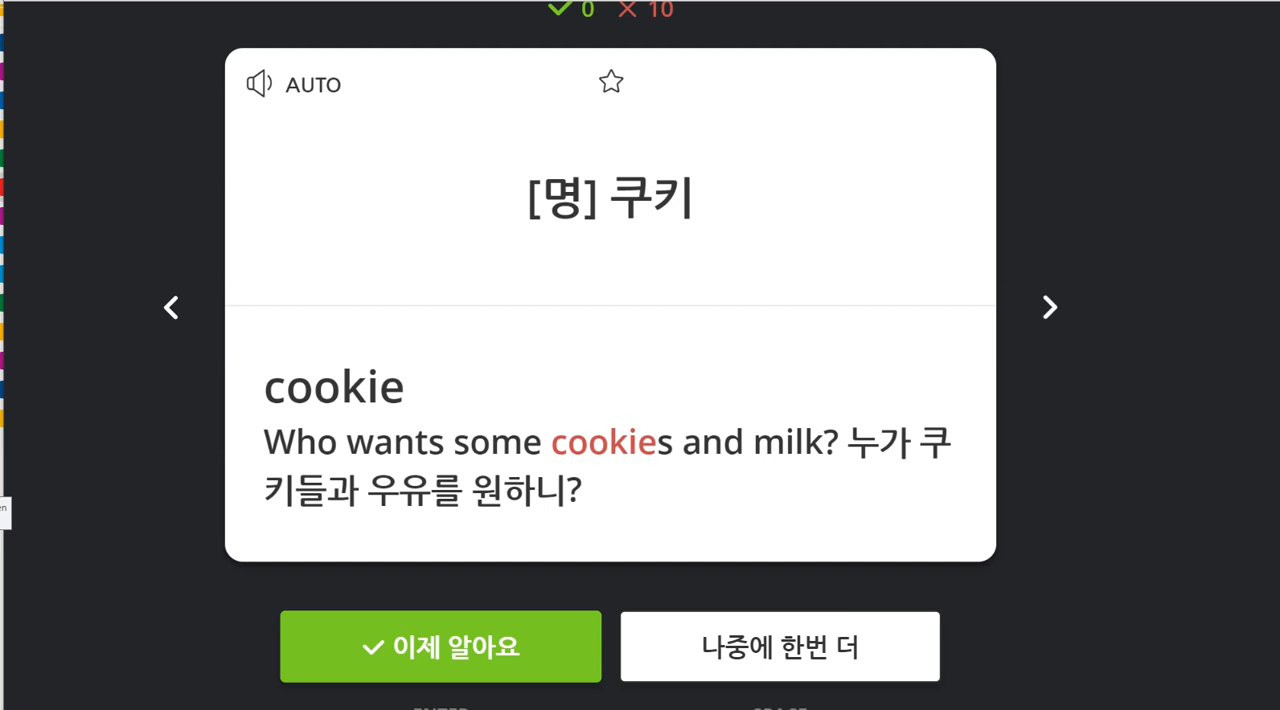 0 10
AUTO
[명] 쿠키
cookie
Who wants some cookies and milk? 누가 쿠
키들과 우유를 원하니?
en
이제 알아요 나중에 한번 더